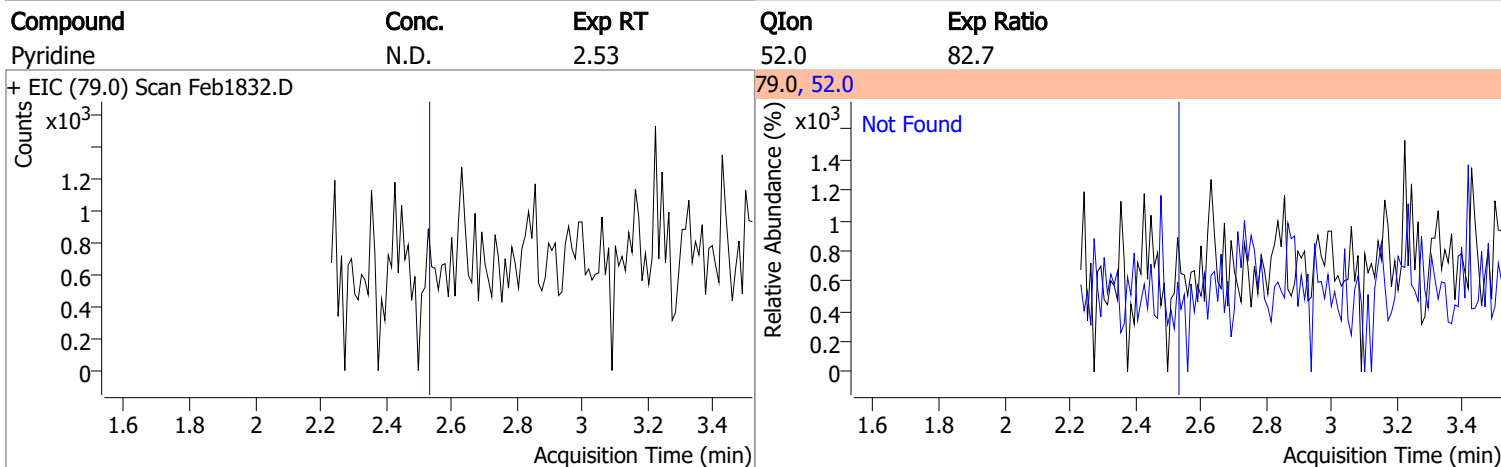 Compound Conc. Exp RT QIon Exp Ratio
Pyridine N.D. 2.53 52.0 82.7
+ EIC (79.0) Scan Feb1832.D
Counts
x10³
1.2
1
0.8
0.6
0.4
0.2
0
1.6 1.8 2 2.2 2.4 2.6 2.8 3 3.2 3.4
Acquisition Time (min)
79.0, 52.0
Relative Abundance (%)
x10³
Not Found
1.4
1.2
1
0.8
0.6
0.4
0.2
0
1.6 1.8 2 2.2 2.4 2.6 2.8 3 3.2 3.4
Acquisition Time (min)